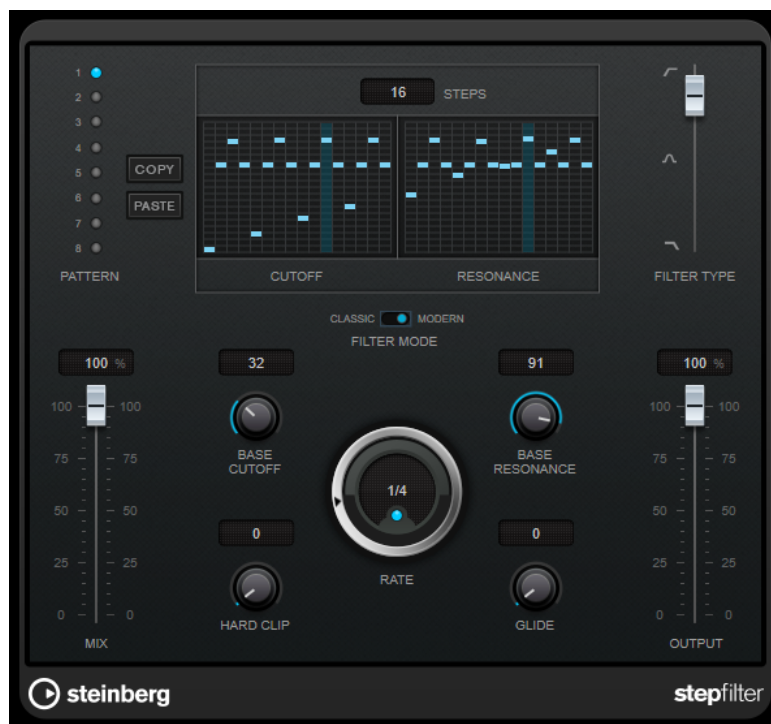 1
2
3
4
5
6
7
8
PATTERN
COPY
PASTE
16 STEPS
CUTOFF
RESONANCE
FILTER TYPE
CLASSIC MODERN
FILTER MODE
100 %
32
91
100 %
100 100
75 75
50 50
25 25
0 0
MIX
BASE
CUTOFF
0
HARD CLIP
1/4
RATE
BASE
RESONANCE
0
GLIDE
100 100
75 75
50 50
25 25
0 0
OUTPUT
steinberg
stepfilter